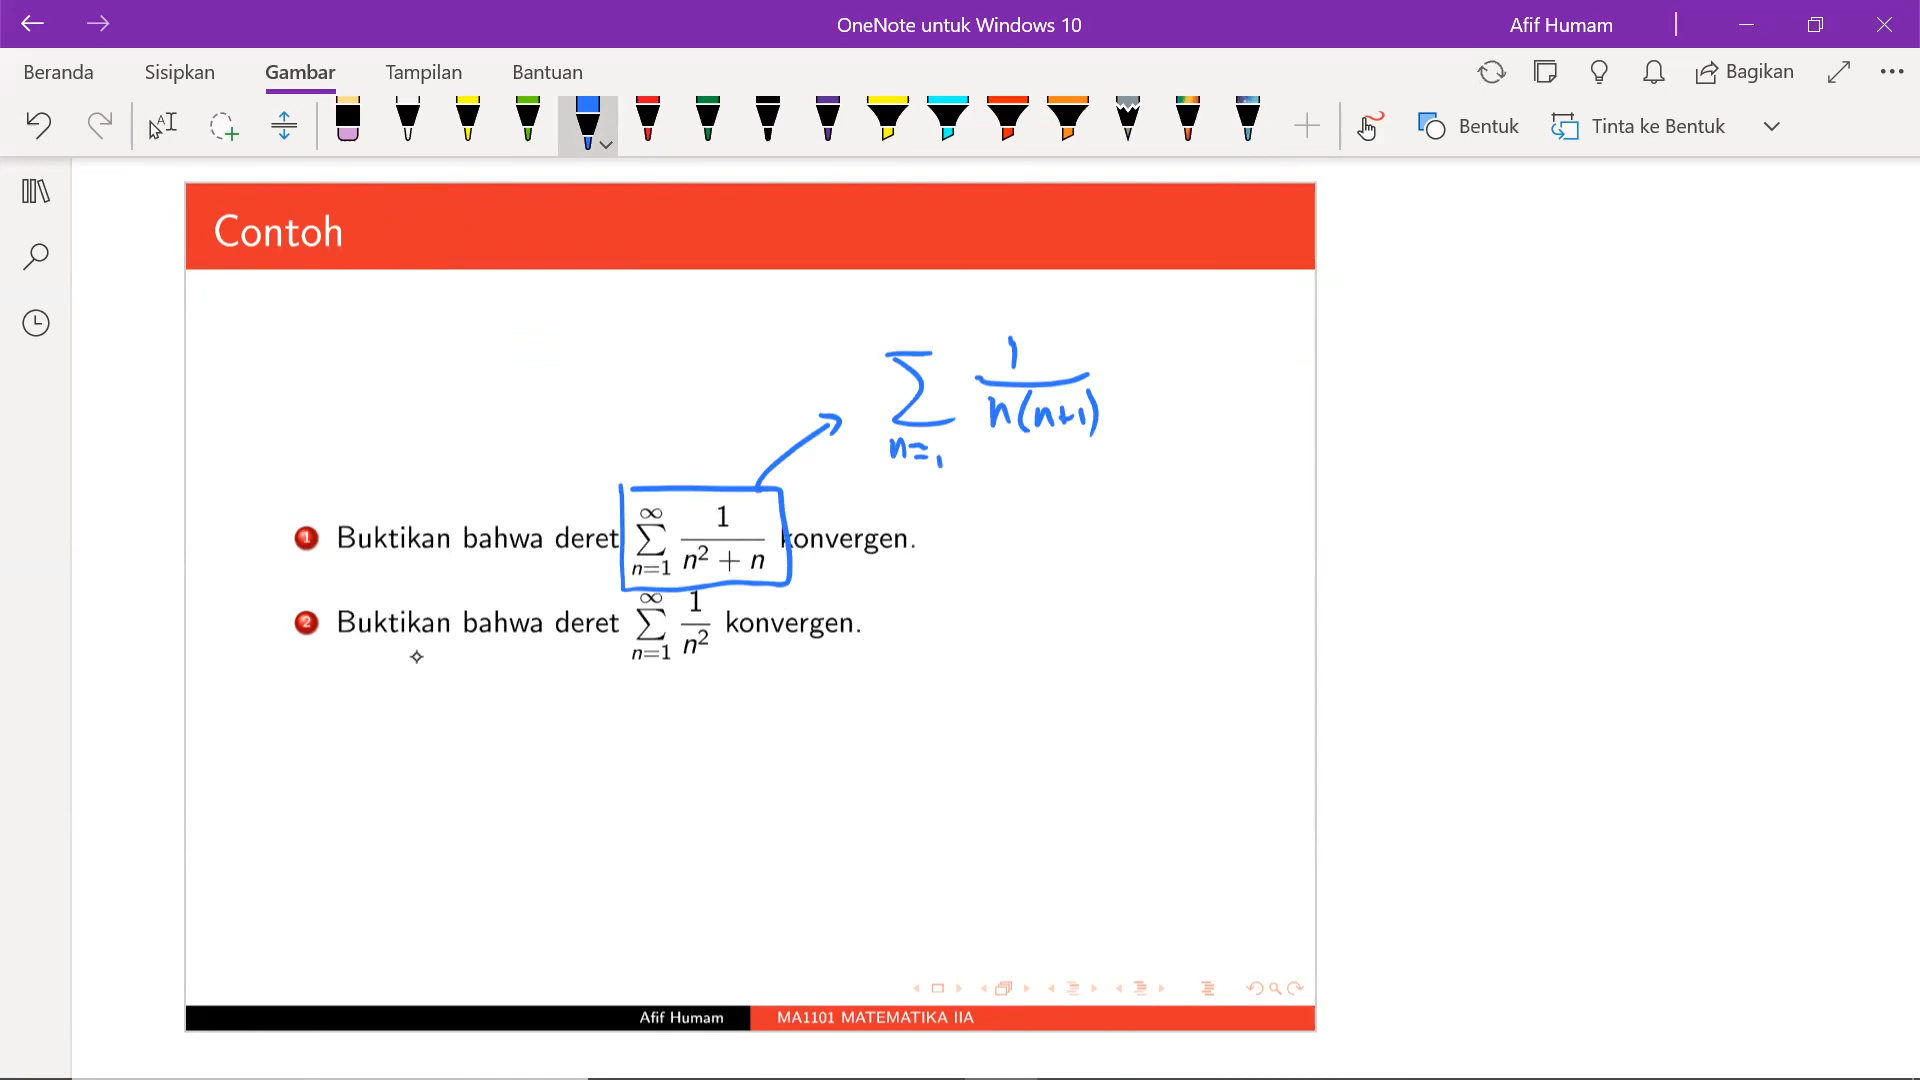 OneNote untuk Windows 10
Afif Humam
Beranda Sisipkan Gambar Tampilan Bantuan
Bagikan
Bentuk Tinta ke Bentuk
Contoh
∑ 1/n(n+1)
n=1
1 Buktikan bahwa deret ∑_{n=1}^{∞} 1/(n² + n) konvergen.
2 Buktikan bahwa deret ∑_{n=1}^{∞} 1/n² konvergen.
Afif Humam MA1101 MATEMATIKA IIA